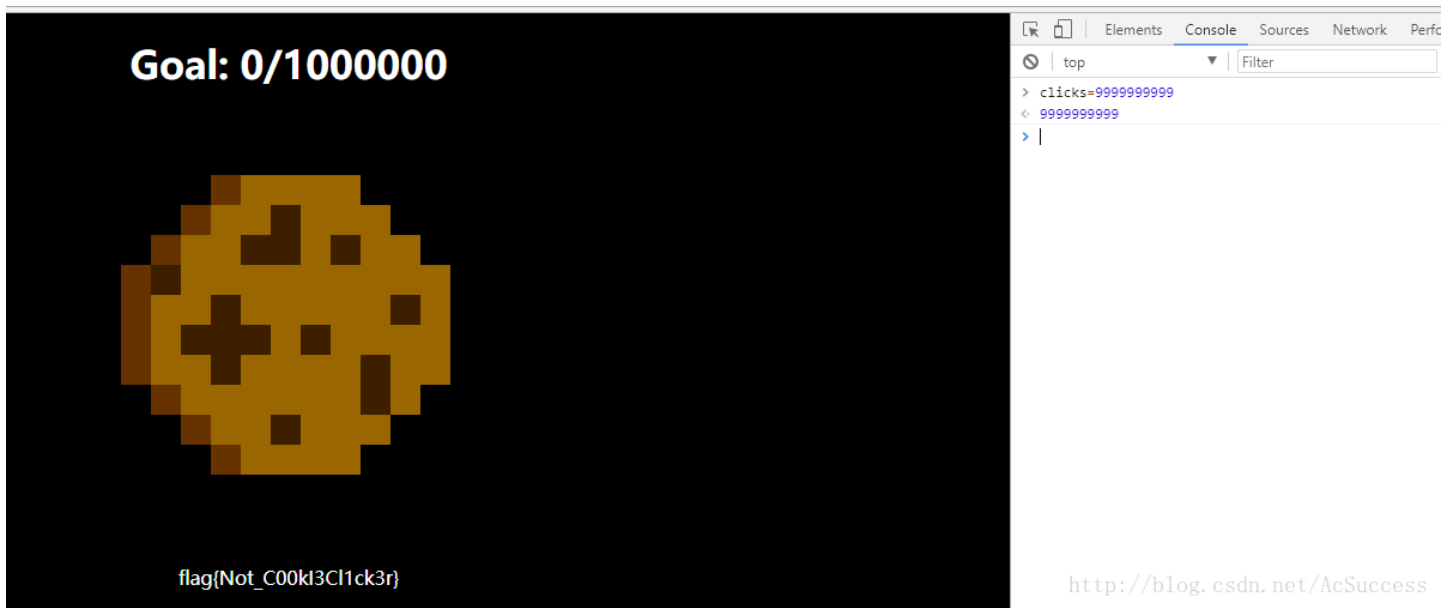 Goal: 0/1000000
flag{Not_C00kI3Cl1ck3r}
Elements Console Sources Network Perfo
top ▼ Filter
> clicks=9999999999
<· 9999999999
>
http://blog.csdn.net/AcSuccess